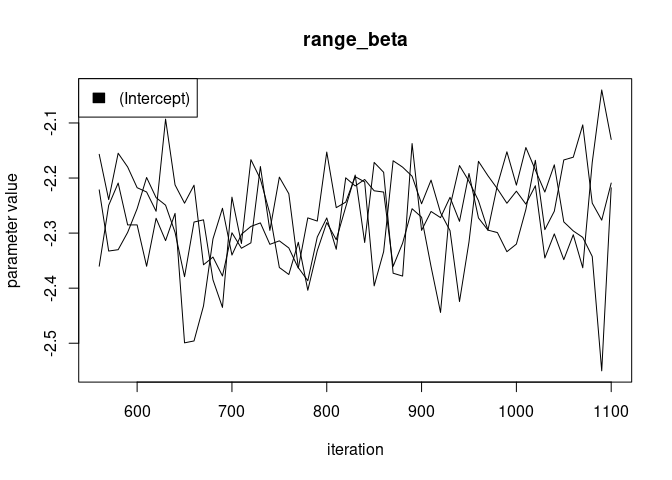 range_beta
(Intercept)
parameter value
-2.1
-2.2
-2.3
-2.4
-2.5
600 700 800 900 1000 1100
iteration